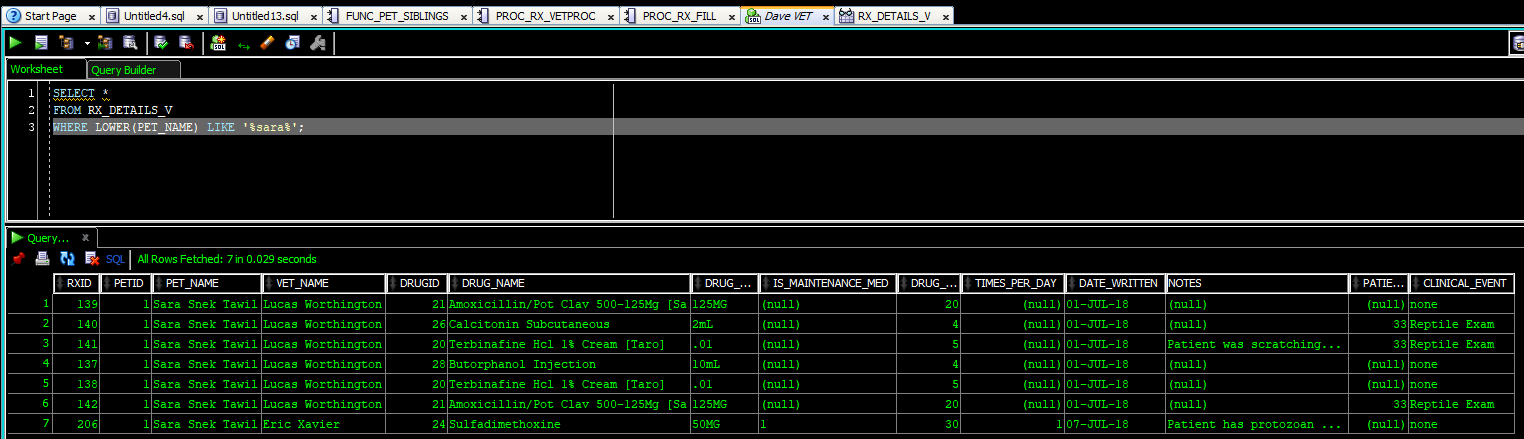 Start Page Untitled4.sql Untitled13.sql FUNC_PET_SIBLINGS PROC_RX_VETPROC PROC_RX_FILL Dave VET RX_DETAILS_V
SQL
Worksheet Query Builder
1 SELECT *
2 FROM RX_DETAILS_V
3 WHERE LOWER(PET_NAME) LIKE '%sara%';
Query... x
SQL All Rows Fetched: 7 in 0.029 seconds
RXID PETID PET_NAME VET_NAME DRUGID DRUG_NAME DRUG_... IS_MAINTENANCE_MED DRUG_... TIMES_PER_DAY DATE_WRITTEN NOTES PATIE... CLINICAL_EVENT
1 139 1 Sara Snek Tawil Lucas Worthington 21 Amoxicillin/Pot Clav 500-125Mg [Sa 125MG (null) 20 (null) 01-JUL-18 (null) (null) none
2 140 1 Sara Snek Tawil Lucas Worthington 26 Calcitonin Subcutaneous 2mL (null) 4 (null) 01-JUL-18 (null) 33 Reptile Exam
3 141 1 Sara Snek Tawil Lucas Worthington 20 Terbinafine Hcl 1% Cream [Taro] .01 (null) 5 (null) 01-JUL-18 Patient was scratching... 33 Reptile Exam
4 137 1 Sara Snek Tawil Lucas Worthington 28 Butorphanol Injection 10mL (null) 4 (null) 01-JUL-18 (null) (null) none
5 138 1 Sara Snek Tawil Lucas Worthington 20 Terbinafine Hcl 1% Cream [Taro] .01 (null) 5 (null) 01-JUL-18 (null) (null) none
6 142 1 Sara Snek Tawil Lucas Worthington 21 Amoxicillin/Pot Clav 500-125Mg [Sa 125MG (null) 20 (null) 01-JUL-18 (null) 33 Reptile Exam
7 206 1 Sara Snek Tawil Eric Xavier 24 Sulfadimethoxine 50MG 1 30 1 07-JUL-18 Patient has protozoan ... (null) none